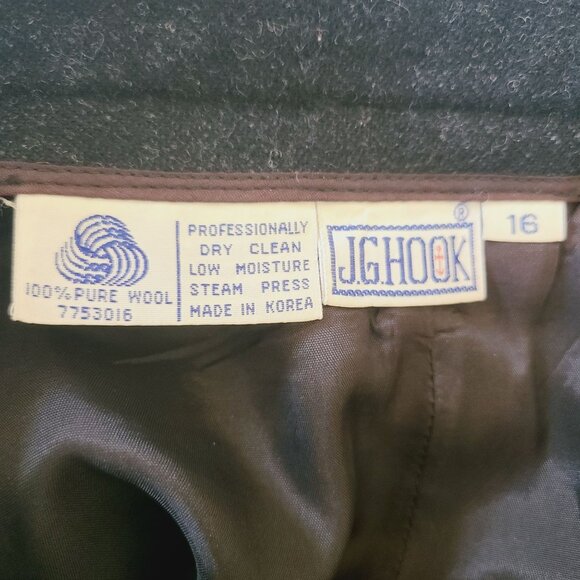 100% PURE WOOL
7753016
PROFESSIONALLY
DRY CLEAN
LOW MOISTURE
STEAM PRESS
MADE IN KOREA
®
J.G.HOOK
16